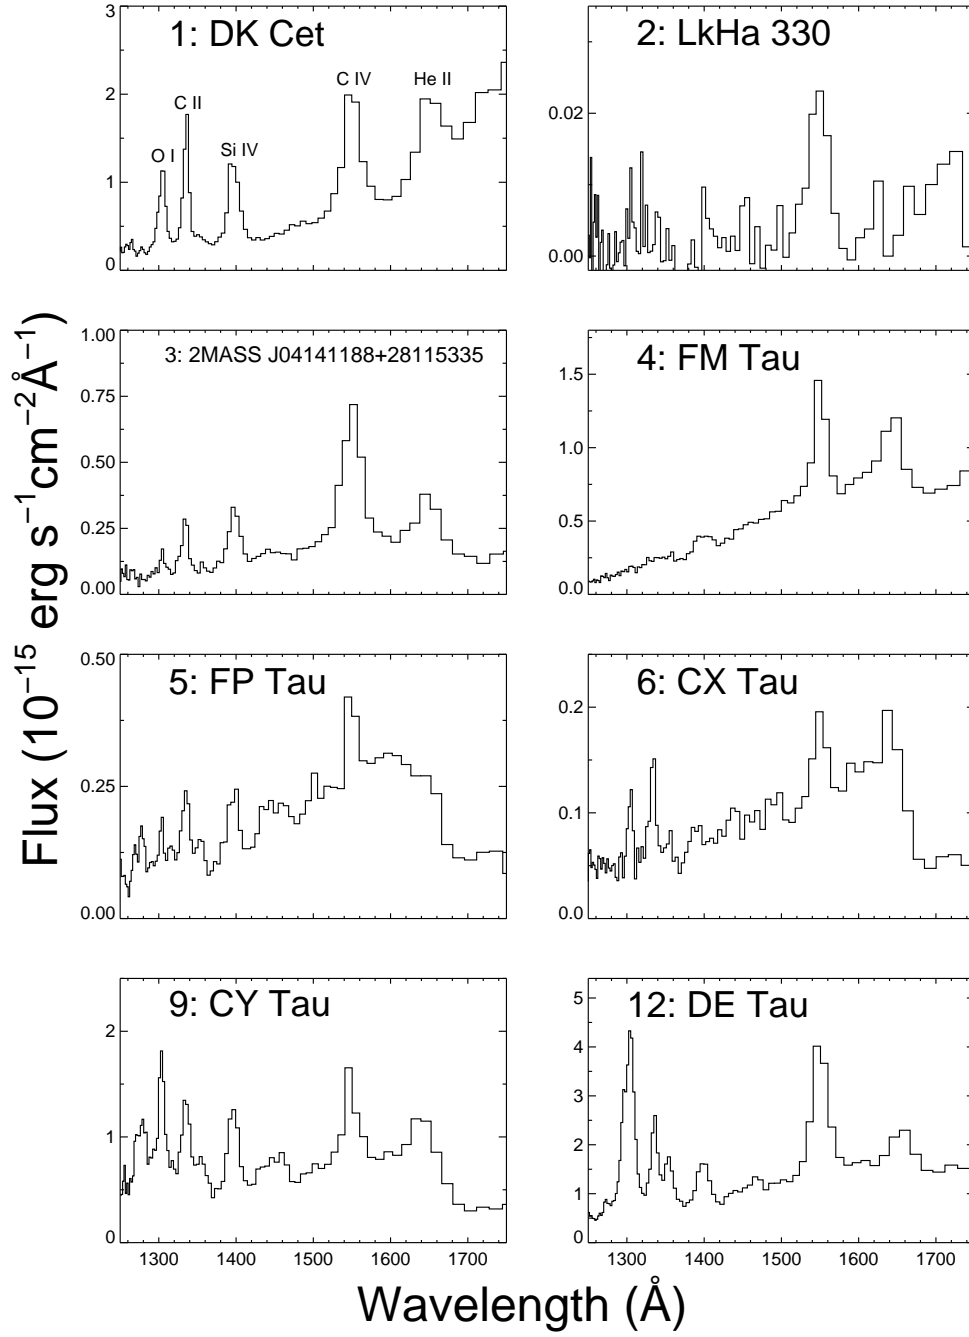 1: DK Cet
2: LkHa 330
3
2
1
0
O I
C II
Si IV
C IV
He II
0.02
0.00
3: 2MASS J04141188+28115335
4: FM Tau
1.00
0.75
0.50
0.25
0.00
1.5
1.0
0.5
0.0
5: FP Tau
6: CX Tau
0.50
0.25
0.00
0.2
0.1
0.0
9: CY Tau
12: DE Tau
2
1
0
5
4
3
2
1
0
1300 1400 1500 1600 1700
1300 1400 1500 1600 1700
Flux (10⁻¹⁵ erg s⁻¹cm⁻²Å⁻¹)
Wavelength (Å)